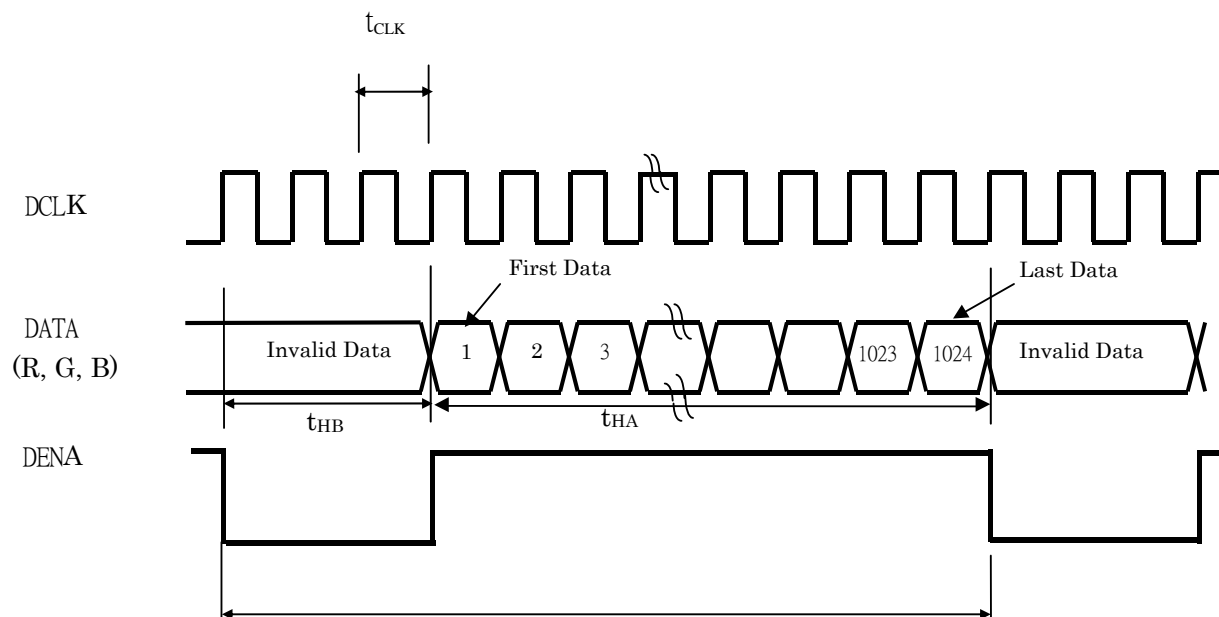 tCLK
DCLK
First Data
Last Data
DATA
(R, G, B)
Invalid Data
1
2
3
1023
1024
Invalid Data
tHB
tHA
DENA